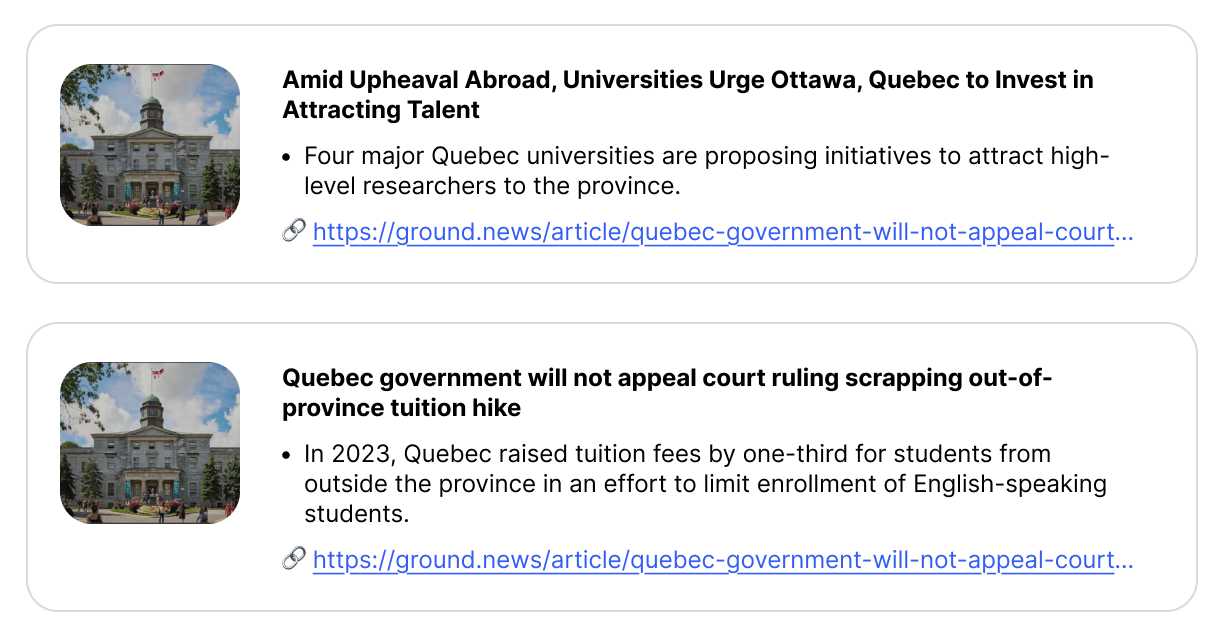 Amid Upheaval Abroad, Universities Urge Ottawa, Quebec to Invest in
Attracting Talent
• Four major Quebec universities are proposing initiatives to attract high-
level researchers to the province.
🔗 https://ground.news/article/quebec-government-will-not-appeal-court...
Quebec government will not appeal court ruling scrapping out-of-
province tuition hike
• In 2023, Quebec raised tuition fees by one-third for students from
outside the province in an effort to limit enrollment of English-speaking
students.
🔗 https://ground.news/article/quebec-government-will-not-appeal-court...